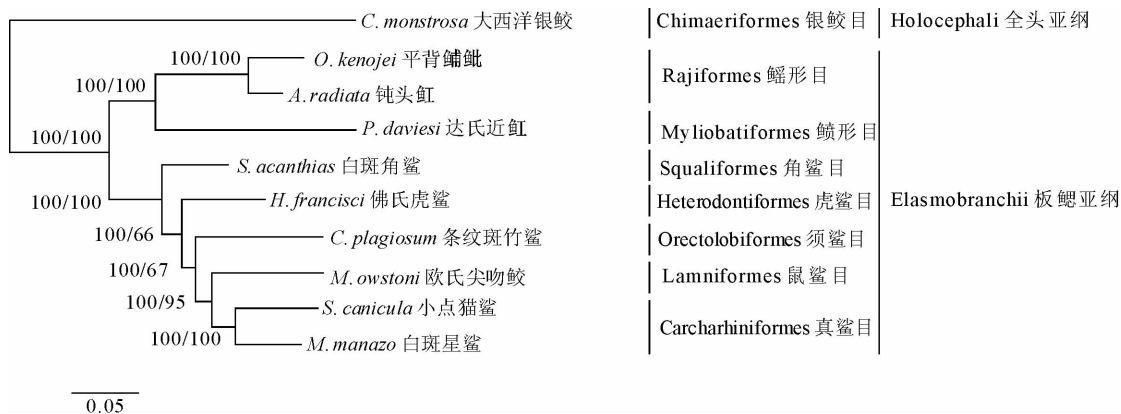 C. monstrosa 大西洋银鲛
Chimaeriformes 银鲛目
Holocephali 全头亚纲
100/100
O. kenojei 平背鯆魮
Rajiformes 鳐形目
100/100
A. radiata 钝头魟
100/100
P. daviesi 达氏近魟
Myliobatiformes 鲼形目
S. acanthias 白斑角鲨
Squaliformes 角鲨目
100/100
H. francisci 佛氏虎鲨
Heterodontiformes 虎鲨目
Elasmobranchii 板鳃亚纲
100/66
C. plagiosum 条纹斑竹鲨
Orectolobiformes 须鲨目
100/67
M. owstoni 欧氏尖吻鲛
Lamniformes 鼠鲨目
100/95
S. canicula 小点猫鲨
Carcharhiniformes 真鲨目
100/100
M. manazo 白斑星鲨
0.05